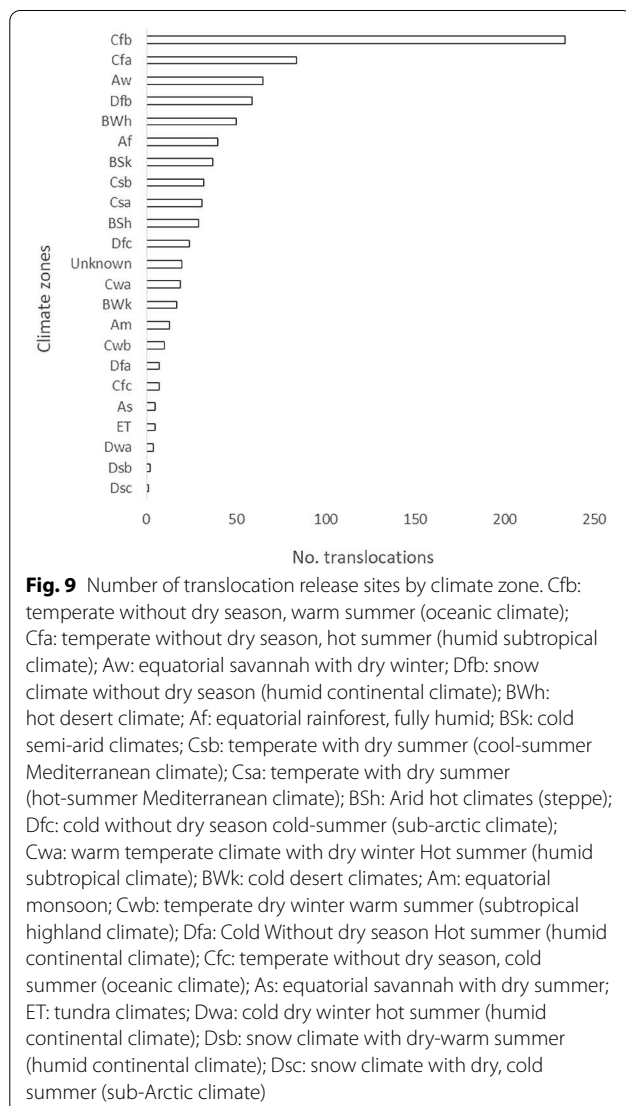 Cfb
Cfa
Aw
Dfb
BWh
Af
BSk
Csb
Csa
BSh
Dfc
Unknown
Cwa
BWk
Am
Cwb
Dfa
Cfc
As
ET
Dwa
Dsb
Dsc
Climate zones
0 50 100 150 200 250
No. translocations
Fig. 9 Number of translocation release sites by climate zone. Cfb:
temperate without dry season, warm summer (oceanic climate);
Cfa: temperate without dry season, hot summer (humid subtropical
climate); Aw: equatorial savannah with dry winter; Dfb: snow
climate without dry season (humid continental climate); BWh:
hot desert climate; Af: equatorial rainforest, fully humid; BSk: cold
semi-arid climates; Csb: temperate with dry summer (cool-summer
Mediterranean climate); Csa: temperate with dry summer
(hot-summer Mediterranean climate); BSh: Arid hot climates (steppe);
Dfc: cold without dry season cold-summer (sub-arctic climate);
Cwa: warm temperate climate with dry winter Hot summer (humid
subtropical climate); BWk: cold desert climates; Am: equatorial
monsoon; Cwb: temperate dry winter warm summer (subtropical
highland climate); Dfa: Cold Without dry season Hot summer (humid
continental climate); Cfc: temperate without dry season, cold
summer (oceanic climate); As: equatorial savannah with dry summer;
ET: tundra climates; Dwa: cold dry winter hot summer (humid
continental climate); Dsb: snow climate with dry-warm summer
(humid continental climate); Dsc: snow climate with dry, cold
summer (sub-Arctic climate)